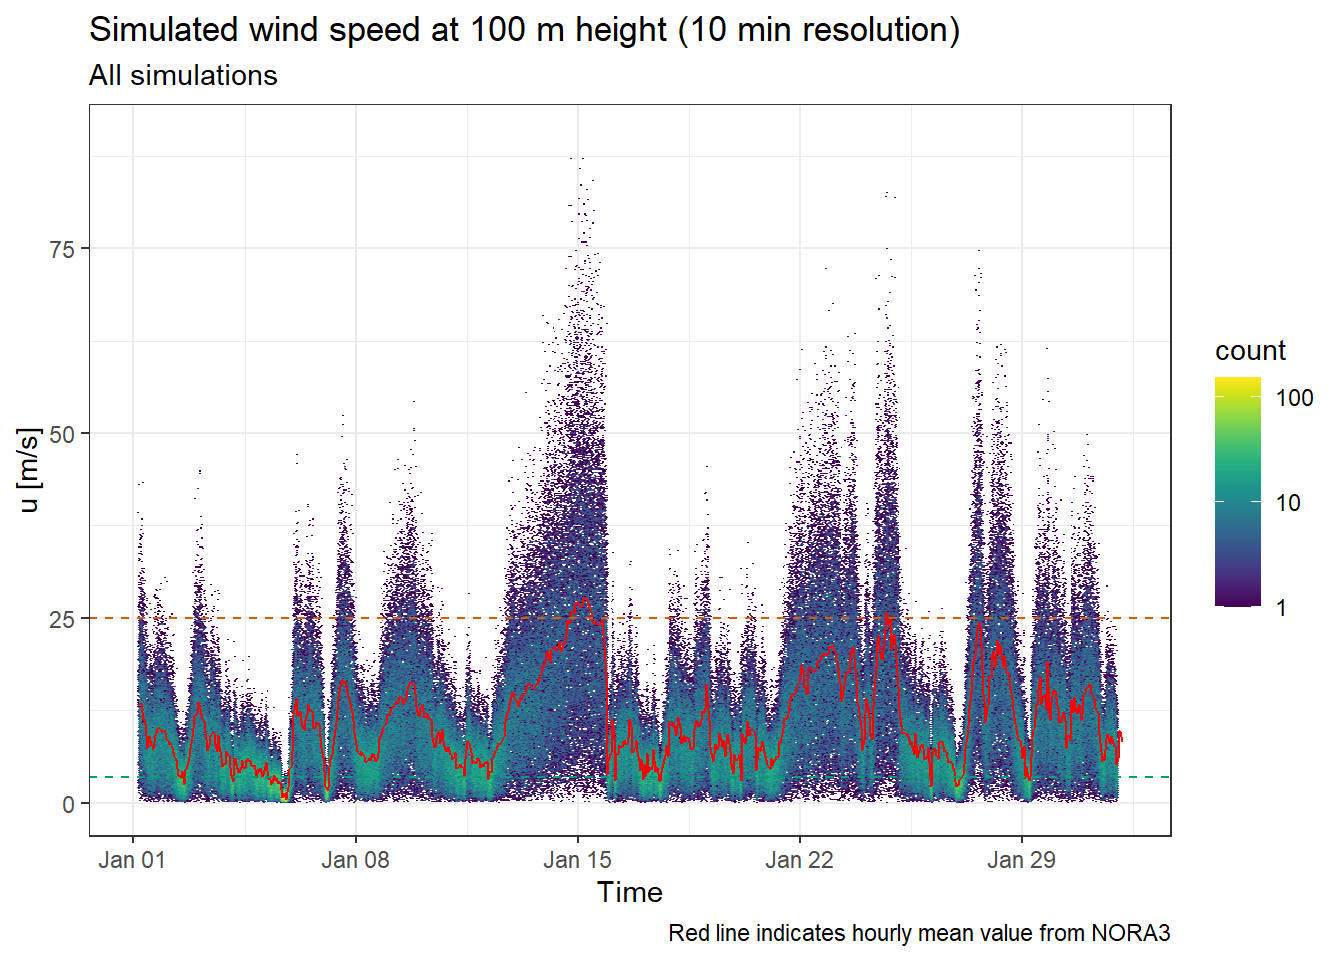 Simulated wind speed at 100 m height (10 min resolution)
All simulations
u [m/s]
75
50
25
0
Jan 01
Jan 08
Jan 15
Jan 22
Jan 29
Time
count
100
10
1
Red line indicates hourly mean value from NORA3